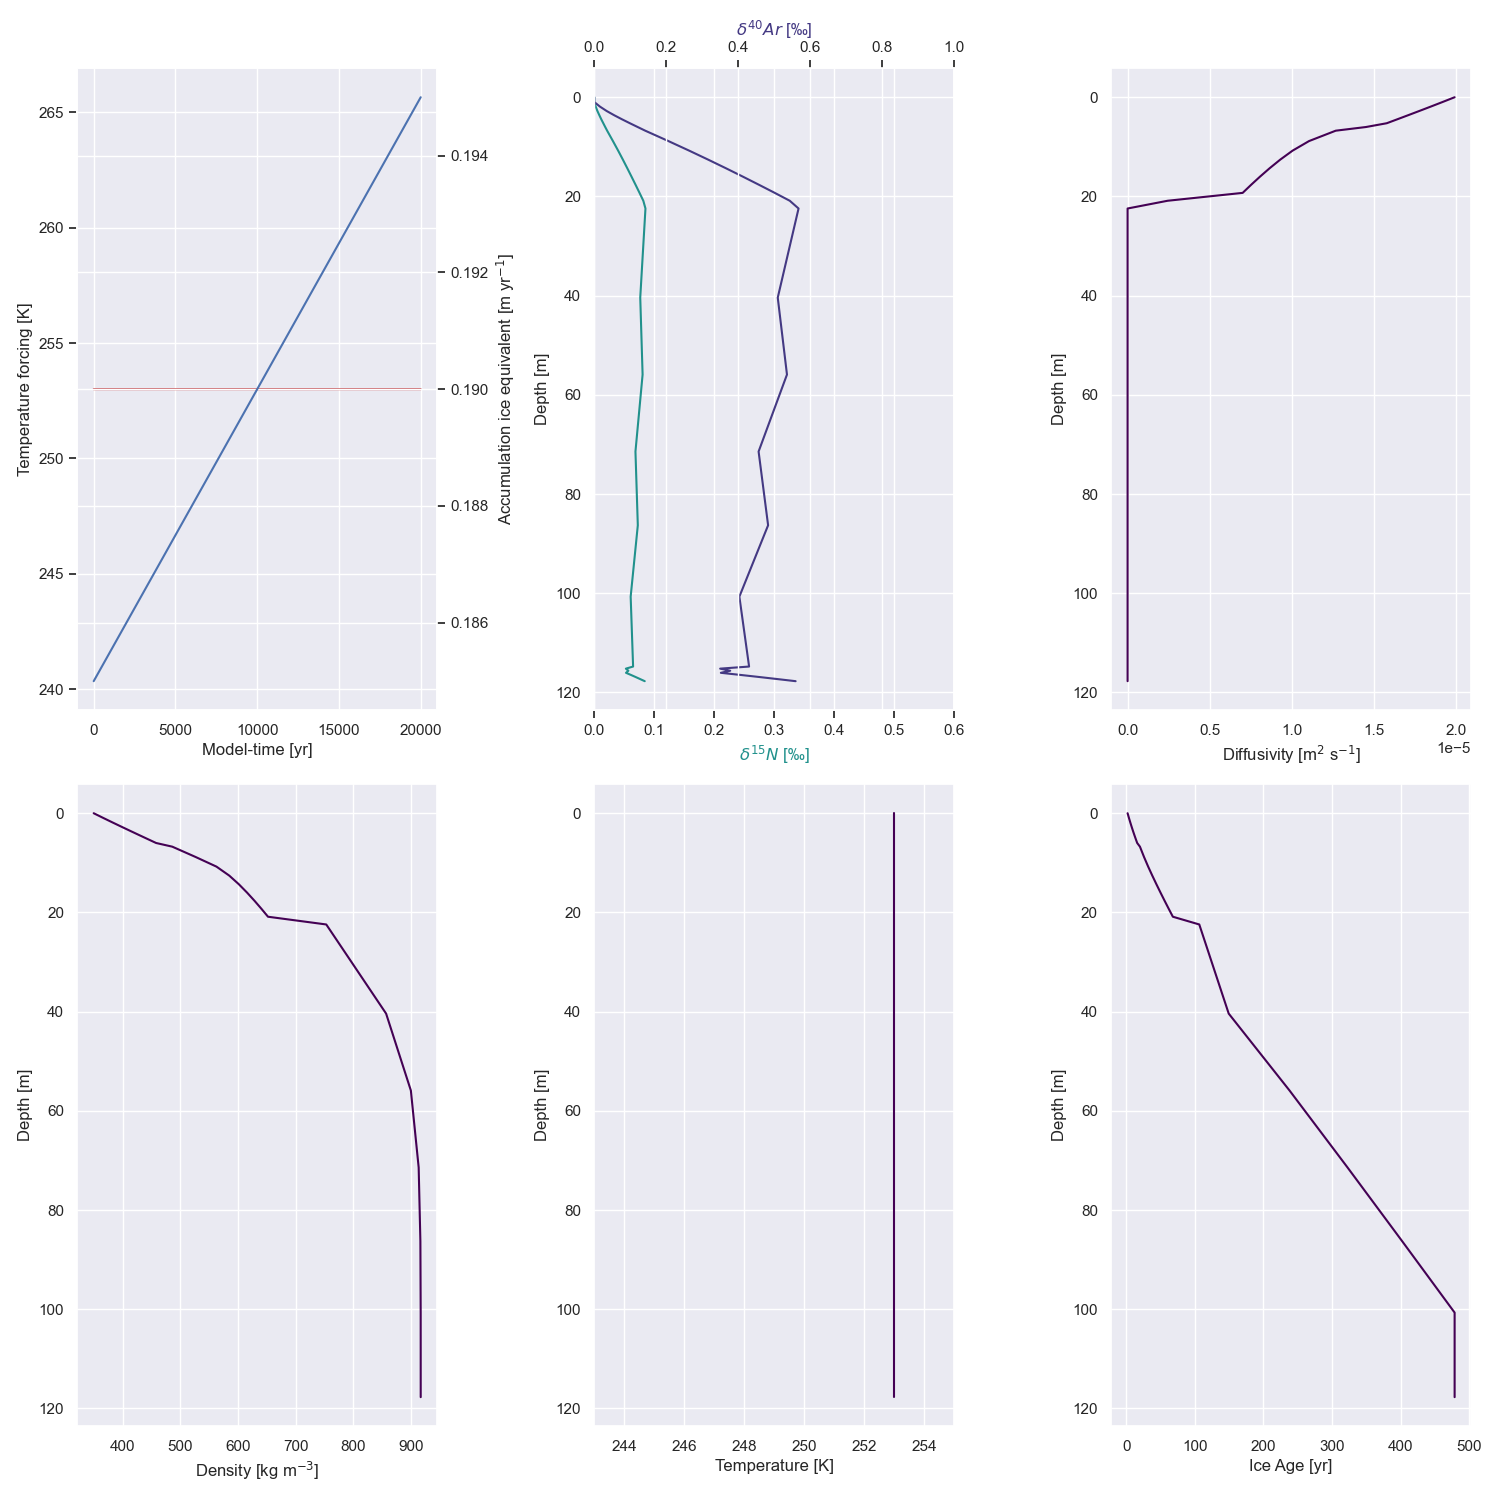 Temperature forcing [K]
265
260
255
250
245
240
0 5000 10000 15000 20000
Model-time [yr]
Accumulation ice equivalent [m yr⁻¹]
0.194
0.192
0.190
0.188
0.186
δ⁴⁰Ar [‰]
0.0 0.2 0.4 0.6 0.8 1.0
Depth [m]
0
20
40
60
80
100
120
0.0 0.1 0.2 0.3 0.4 0.5 0.6
δ¹⁵N [‰]
Depth [m]
0
20
40
60
80
100
120
0.0 0.5 1.0 1.5 2.0
1e−5
Diffusivity [m² s⁻¹]
Depth [m]
0
20
40
60
80
100
120
400 500 600 700 800 900
Density [kg m⁻³]
Depth [m]
0
20
40
60
80
100
120
244 246 248 250 252 254
Temperature [K]
Depth [m]
0
20
40
60
80
100
120
0 100 200 300 400 500
Ice Age [yr]